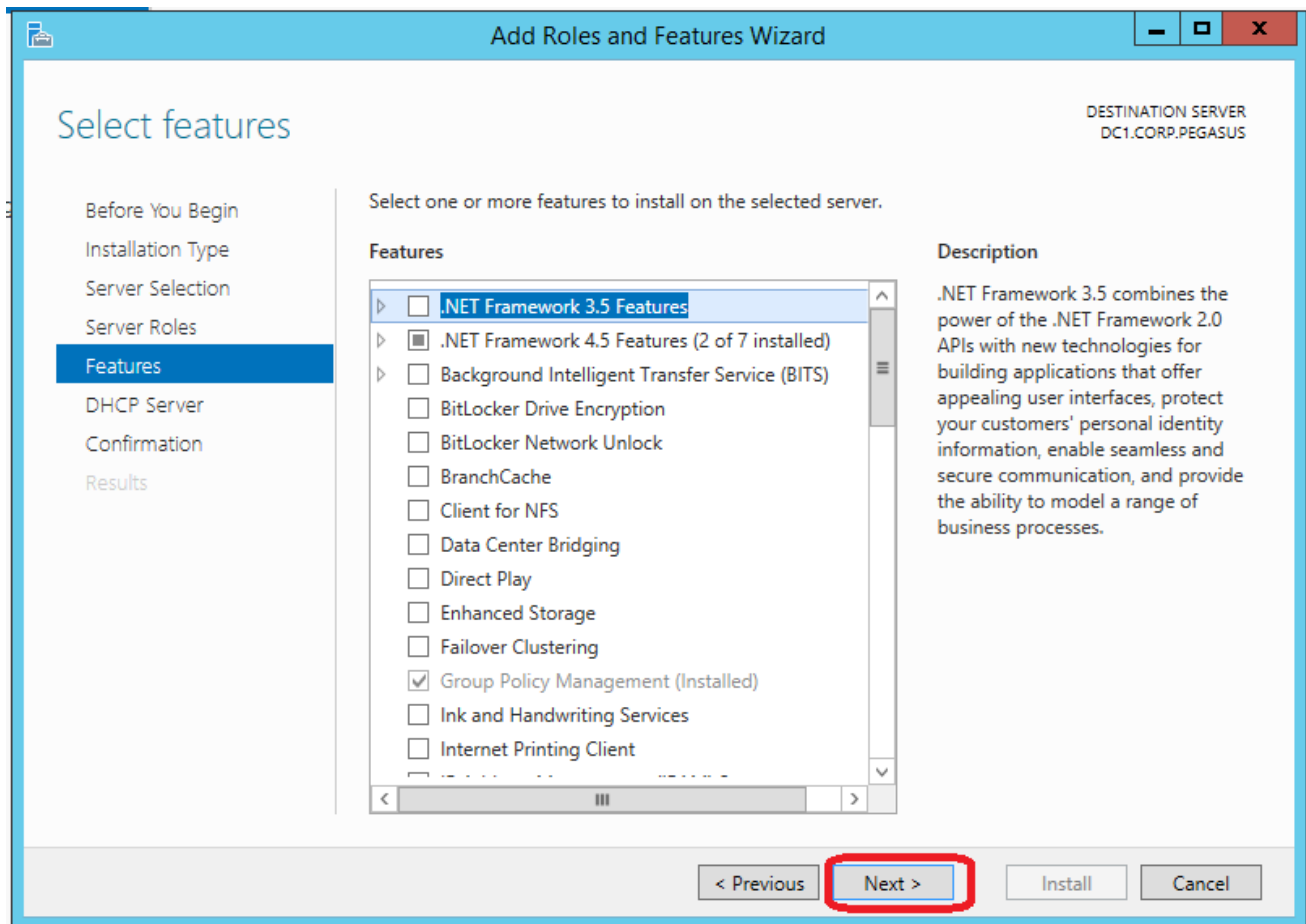 Add Roles and Features Wizard
Select features
DESTINATION SERVER
DC1.CORP.PEGASUS
Before You Begin
Installation Type
Server Selection
Server Roles
Features
DHCP Server
Confirmation
Results
Select one or more features to install on the selected server.
Features
.NET Framework 3.5 Features
.NET Framework 4.5 Features (2 of 7 installed)
Background Intelligent Transfer Service (BITS)
BitLocker Drive Encryption
BitLocker Network Unlock
BranchCache
Client for NFS
Data Center Bridging
Direct Play
Enhanced Storage
Failover Clustering
Group Policy Management (Installed)
Ink and Handwriting Services
Internet Printing Client
Description
.NET Framework 3.5 combines the
power of the .NET Framework 2.0
APIs with new technologies for
building applications that offer
appealing user interfaces, protect
your customers' personal identity
information, enable seamless and
secure communication, and provide
the ability to model a range of
business processes.
< Previous
Next >
Install
Cancel